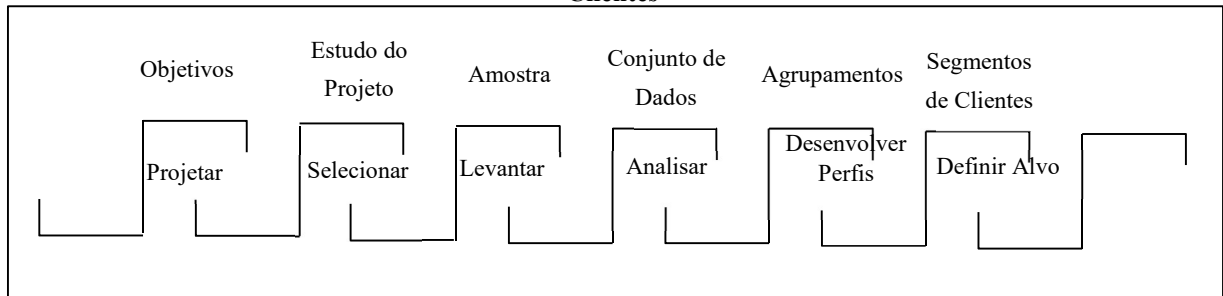 Clientes
Objetivos
Estudo do
Projeto
Amostra
Conjunto de
Dados
Agrupamentos
Segmentos
de Clientes
Projetar
Selecionar
Levantar
Analisar
Desenvolver
Perfis
Definir Alvo